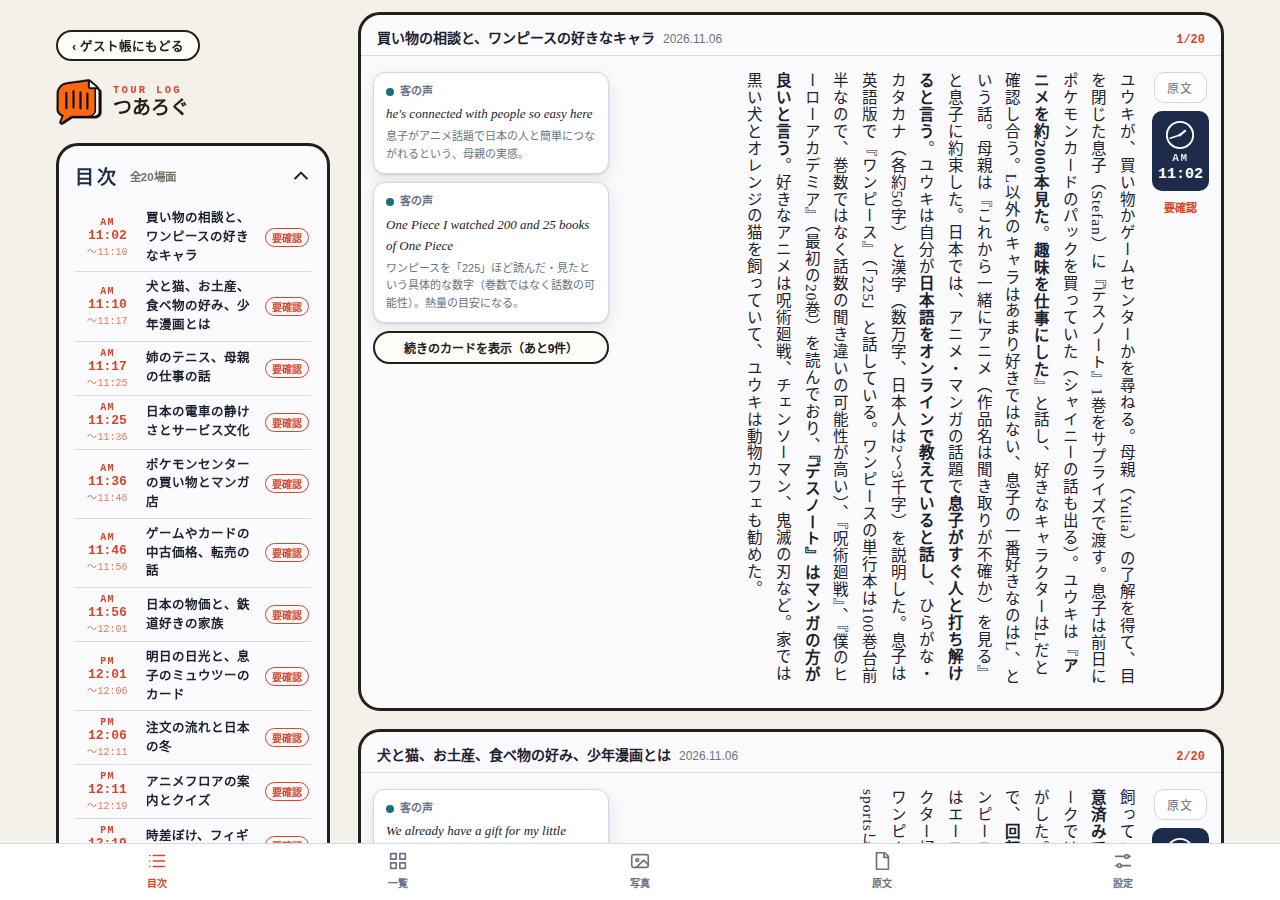 ‹ ゲスト帳にもどる
TOUR LOG
つあろぐ
目次 全20場面
AM
11:02
〜11:10
買い物の相談と、
ワンピースの好き
なキャラ
要確認
AM
11:10
〜11:17
犬と猫、お土産、
食べ物の好み、少
年漫画とは
要確認
AM
11:17
〜11:25
姉のテニス、母親
の仕事の話
要確認
AM
11:25
〜11:36
日本の電車の静け
さとサービス文化
要確認
AM
11:36
〜11:46
ポケモンセンター
の買い物とマンガ
店
要確認
AM
11:46
〜11:56
ゲームやカードの
中古価格、転売の
話
要確認
AM
11:56
〜12:01
日本の物価と、鉄
道好きの家族
要確認
PM
12:01
〜12:06
明日の日光と、息
子のミュウツーの
カード
要確認
PM
12:06
〜12:11
注文の流れと日本
の冬
要確認
PM
12:11
〜12:19
アニメフロアの案
内とクイズ
要確認
PM
12:19
時差ぼけ、フィギ
買い物の相談と、ワンピースの好きなキャラ 2026.11.06
1/20
原文
AM
11:02
要確認
ユウキが、買い物かゲームセンターかを尋ねる。母親（Yulia）の了解を得て、目
を閉じた息子（Stefan）に『デスノート』1巻をサプライズで渡す。息子は前日に
ポケモンカードのパックを買っていた（シャイニーの話も出る）。ユウキは『ア
ニメを約2000本見た。趣味を仕事にした』と話し、好きなキャラクターはLだと
確認し合う。L以外のキャラはあまり好きではない、息子の一番好きなのはL、と
いう話。母親は『これから一緒にアニメ（作品名は聞き取りが不確か）を見る』
と息子に約束した。日本では、アニメ・マンガの話題で息子がすぐ人と打ち解け
ると言う。ユウキは自分が日本語をオンラインで教えていると話し、ひらがな・
カタカナ（各約50字）と漢字（数万字、日本人は2〜3千字）を説明した。息子は
英語版で『ワンピース』（「225」と話している。ワンピースの単行本は100巻台前
半なので、巻数ではなく話数の聞き違いの可能性が高い）、『呪術廻戦』、『僕のヒ
ーローアカデミア』（最初の20巻）を読んでおり、『デスノート』はマンガの方が
良いと言う。好きなアニメは呪術廻戦、チェンソーマン、鬼滅の刃など。家では
黒い犬とオレンジの猫を飼っていて、ユウキは動物カフェも勧めた。
客の声
he's connected with people so easy here
息子がアニメ話題で日本の人と簡単につな
がれるという、母親の実感。
客の声
One Piece I watched 200 and 25 books
of One Piece
ワンピースを「225」ほど読んだ・見たと
いう具体的な数字（巻数ではなく話数の可
能性）。熱量の目安になる。
続きのカードを表示（あと9件）
犬と猫、お土産、食べ物の好み、少年漫画とは 2026.11.06
2/20
原文
客の声
We already have a gift for my little
目次
一覧
写真
原文
設定